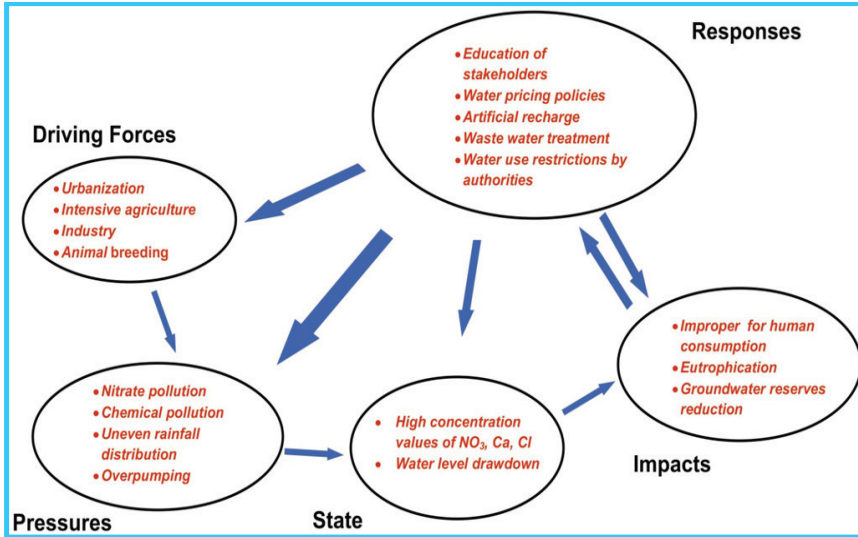 Responses
• Education of
stakeholders
• Water pricing policies
• Artificial recharge
• Waste water treatment
• Water use restrictions by
authorities
Driving Forces
• Urbanization
• Intensive agriculture
• Industry
• Animal breeding
• Nitrate pollution
• Chemical pollution
• Uneven rainfall
distribution
• Overpumping
Pressures
• High concentration
values of NO₃, Ca, Cl
• Water level drawdown
State
• Improper for human
consumption
• Eutrophication
• Groundwater reserves
reduction
Impacts